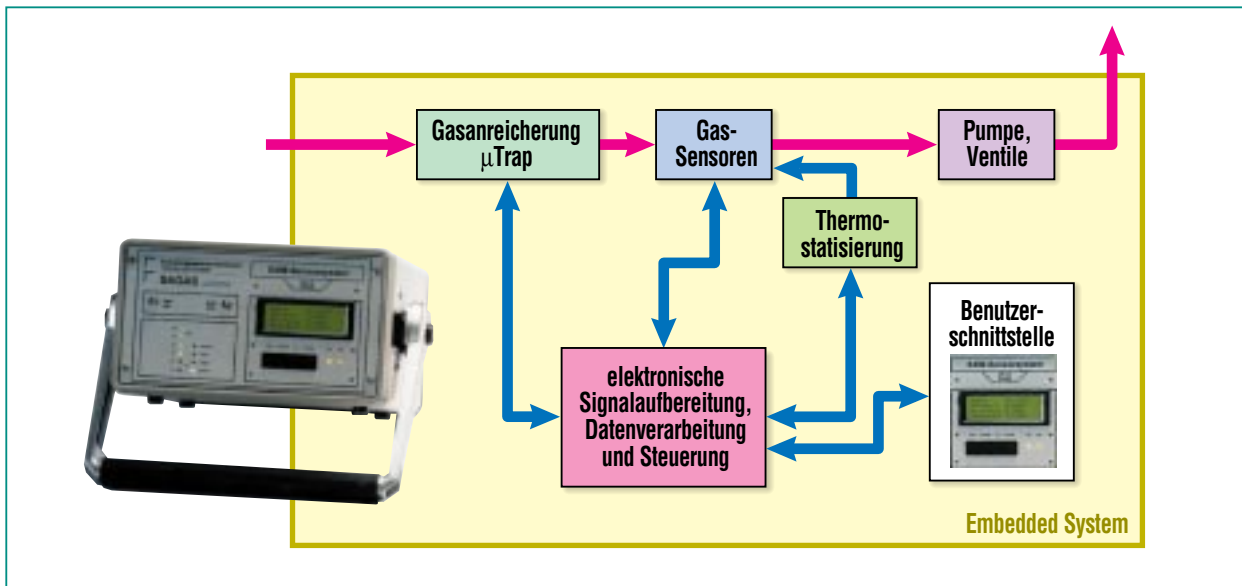 Gasanreicherung
µTrap
Gas-
Sensoren
Pumpe,
Ventile
Thermo-
statisierung
Benutzer-
schnittstelle
elektronische
Signalaufbereitung,
Datenverarbeitung
und Steuerung
Embedded System